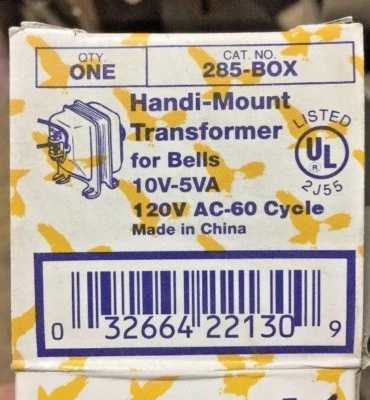 QTY. CAT. NO.
ONE 285-BOX
Handi-Mount
Transformer
for Bells
10V-5VA
120V AC-60 Cycle
Made in China
LISTED
UL
®
2J55
0 32664 22130 9